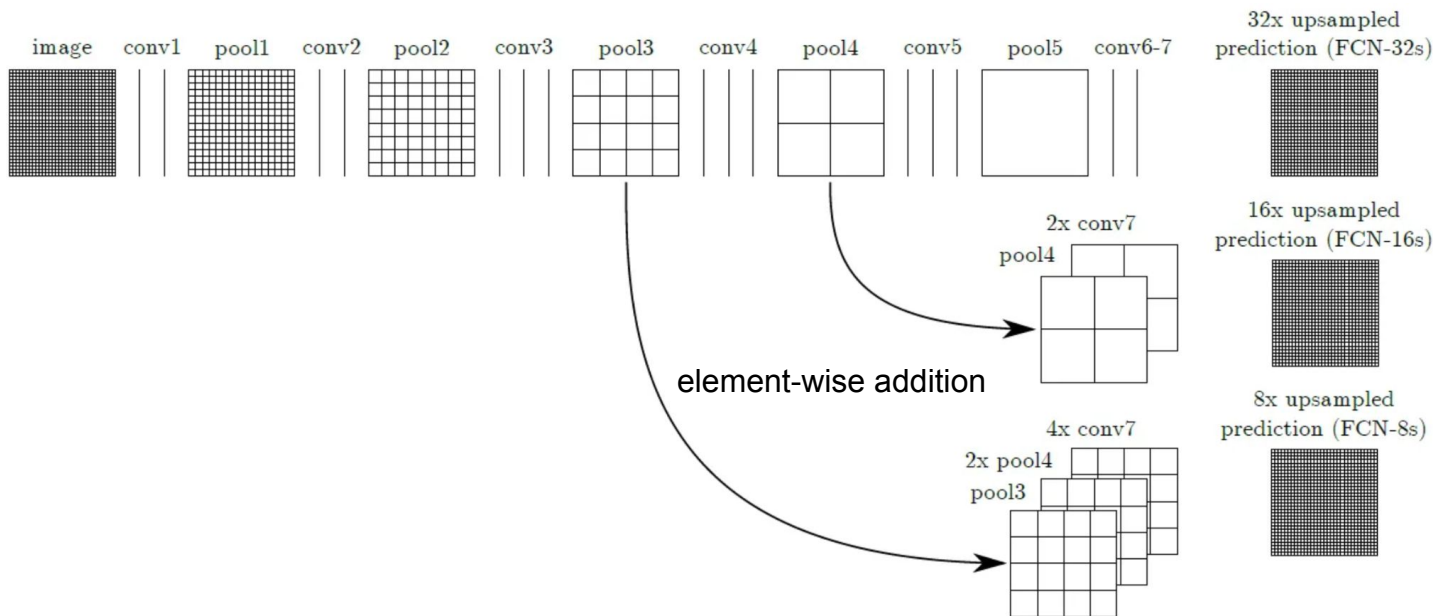 32x upsampled
image conv1 pool1 conv2 pool2 conv3 pool3 conv4 pool4 conv5 pool5 conv6-7 prediction (FCN-32s)
16x upsampled
2x conv7 prediction (FCN-16s)
pool4
element-wise addition
8x upsampled
4x conv7 prediction (FCN-8s)
2x pool4
pool3